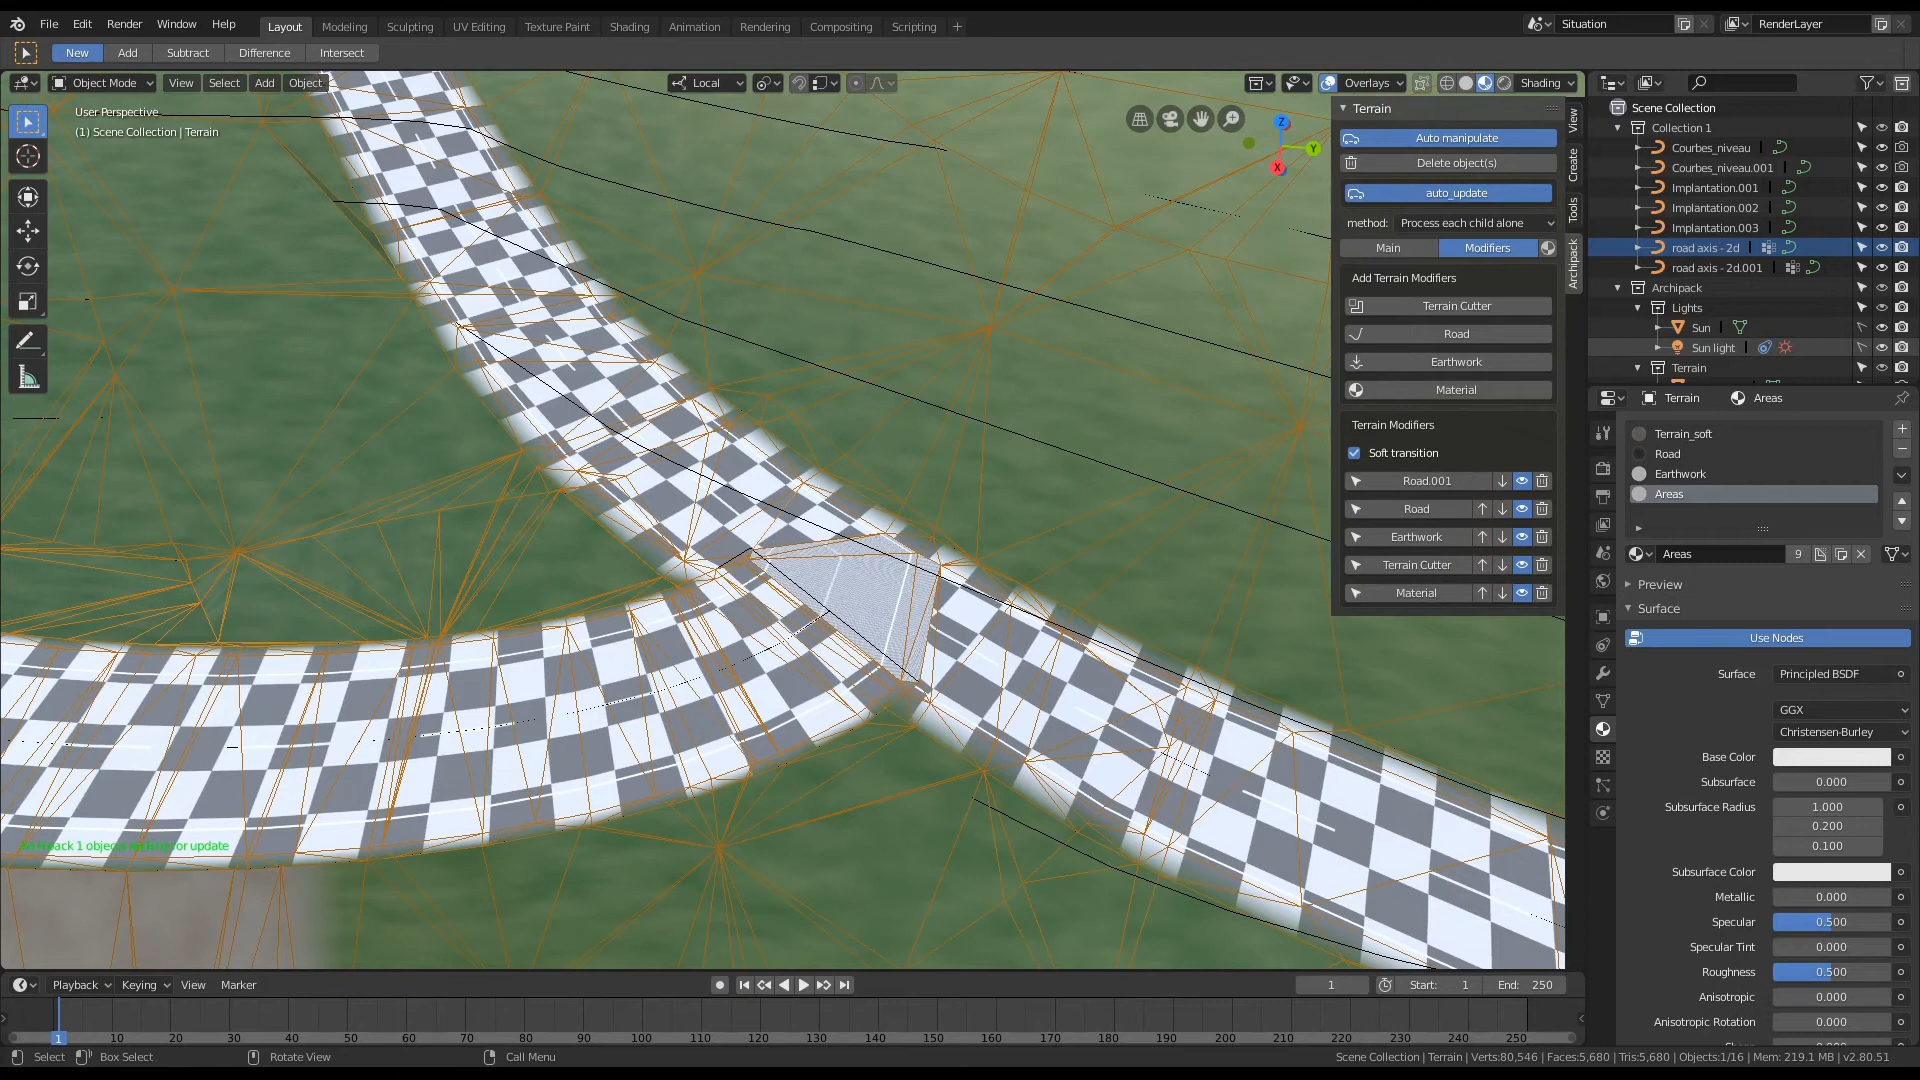 File Edit Render Window Help Layout Modeling Sculpting UV Editing Texture Paint Shading Animation Rendering Compositing Scripting + Situation RenderLayer
New Add Subtract Difference Intersect
Object Mode View Select Add Object Local Overlays Shading
User Perspective
(1) Scene Collection | Terrain
Z
Y
X
Terrain
Auto manipulate
Delete object(s)
auto_update
method: Process each child alone
Main Modifiers
Add Terrain Modifiers
Terrain Cutter
Road
Earthwork
Material
Terrain Modifiers
Soft transition
Road.001
Road
Earthwork
Terrain Cutter
Material
View
Create
Tools
Archipack
Scene Collection
Collection 1
Courbes_niveau
Courbes_niveau.001
Implantation.001
Implantation.002
Implantation.003
road axis - 2d
road axis - 2d.001
Archipack
Lights
Sun
Sun light
Terrain
Terrain Areas
Terrain_soft
Road
Earthwork
Areas
Areas 9
Preview
Surface
Use Nodes
Surface Principled BSDF
GGX
Christensen-Burley
Base Color
Subsurface 0.000
Subsurface Radius 1.000
0.200
0.100
Subsurface Color
Metallic 0.000
Specular 0.500
Specular Tint 0.000
Roughness 0.500
Anisotropic 0.000
Anisotropic Rotation 0.000
for update
Playback Keying View Marker 1 Start: 1 End: 250
1 10 20 30 40 50 60 70 80 90 100 110 120 130 140 150 160 170 180 190 200 210 220 230 240 250
Select Box Select Rotate View Call Menu Scene Collection | Terrain | Verts:80,546 | Faces:5,680 | Tris:5,680 | Objects:1/16 | Mem: 219.1 MB | v2.80.51